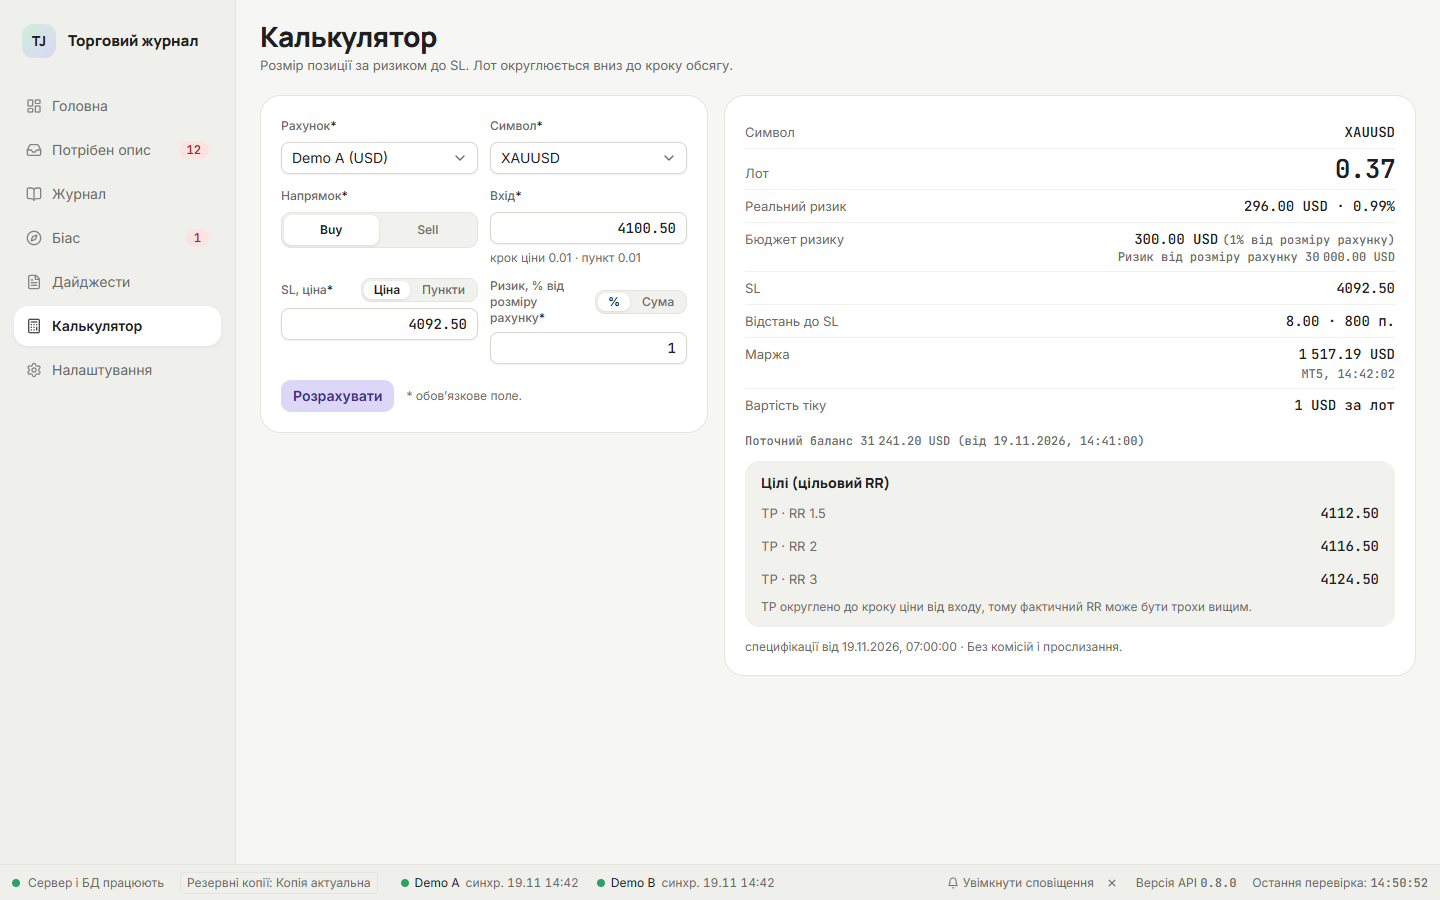 TJ Торговий журнал
Головна
Потрібен опис 12
Журнал
Біас 1
Дайджести
Калькулятор
Налаштування
Калькулятор
Розмір позиції за ризиком до SL. Лот округлюється вниз до кроку обсягу.
Рахунок* Символ*
Demo A (USD) XAUUSD
Напрямок* Вхід*
Buy Sell 4100.50
крок ціни 0.01 · пункт 0.01
SL, ціна* Ціна Пункти
4092.50
Ризик, % від
розміру
рахунку*
% Сума
1
Розрахувати * обов’язкове поле.
Символ XAUUSD
Лот 0.37
Реальний ризик 296.00 USD · 0.99%
Бюджет ризику 300.00 USD (1% від розміру рахунку)
Ризик від розміру рахунку 30 000.00 USD
SL 4092.50
Відстань до SL 8.00 · 800 п.
Маржа 1 517.19 USD
MT5, 14:42:02
Вартість тіку 1 USD за лот
Поточний баланс 31 241.20 USD (від 19.11.2026, 14:41:00)
Цілі (цільовий RR)
TP · RR 1.5 4112.50
TP · RR 2 4116.50
TP · RR 3 4124.50
TP округлено до кроку ціни від входу, тому фактичний RR може бути трохи вищим.
специфікації від 19.11.2026, 07:00:00 · Без комісій і прослизання.
Сервер і БД працюють Резервні копії: Копія актуальна Demo A синхр. 19.11 14:42 Demo B синхр. 19.11 14:42 Увімкнути сповіщення × Версія API 0.8.0 Остання перевірка: 14:50:52